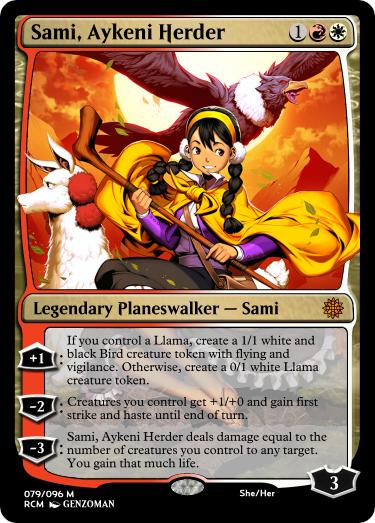 Sami, Aykeni Herder 1
Legendary Planeswalker — Sami
+1: If you control a Llama, create a 1/1 white and
black Bird creature token with flying and
vigilance. Otherwise, create a 0/1 white Llama
creature token.
-2: Creatures you control get +1/+0 and gain first
strike and haste until end of turn.
-3: Sami, Aykeni Herder deals damage equal to the
number of creatures you control to any target.
You gain that much life.
3
079/096 M
She/Her
RCM GENZOMAN